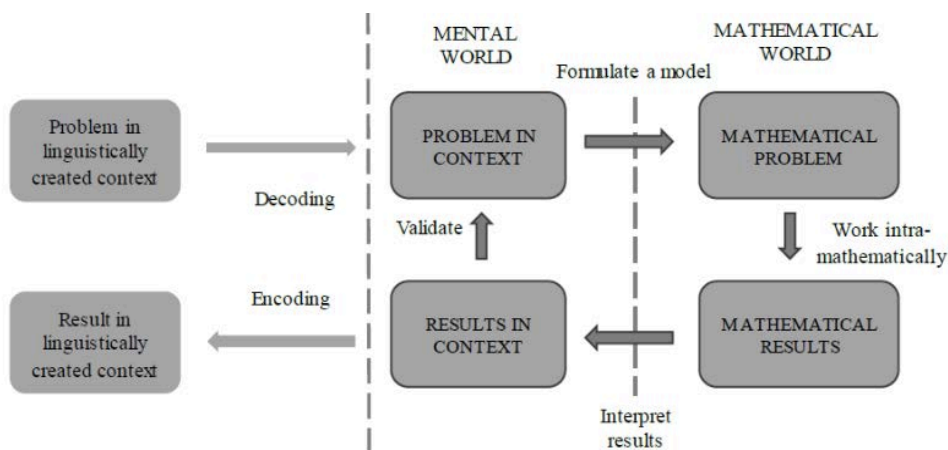 MENTAL
WORLD
MATHEMATICAL
WORLD
Formulate a model
Problem in
linguistically
created context
PROBLEM IN
CONTEXT
MATHEMATICAL
PROBLEM
Decoding
Validate
Work intra-
mathematically
Encoding
Result in
linguistically
created context
RESULTS IN
CONTEXT
MATHEMATICAL
RESULTS
Interpret
results